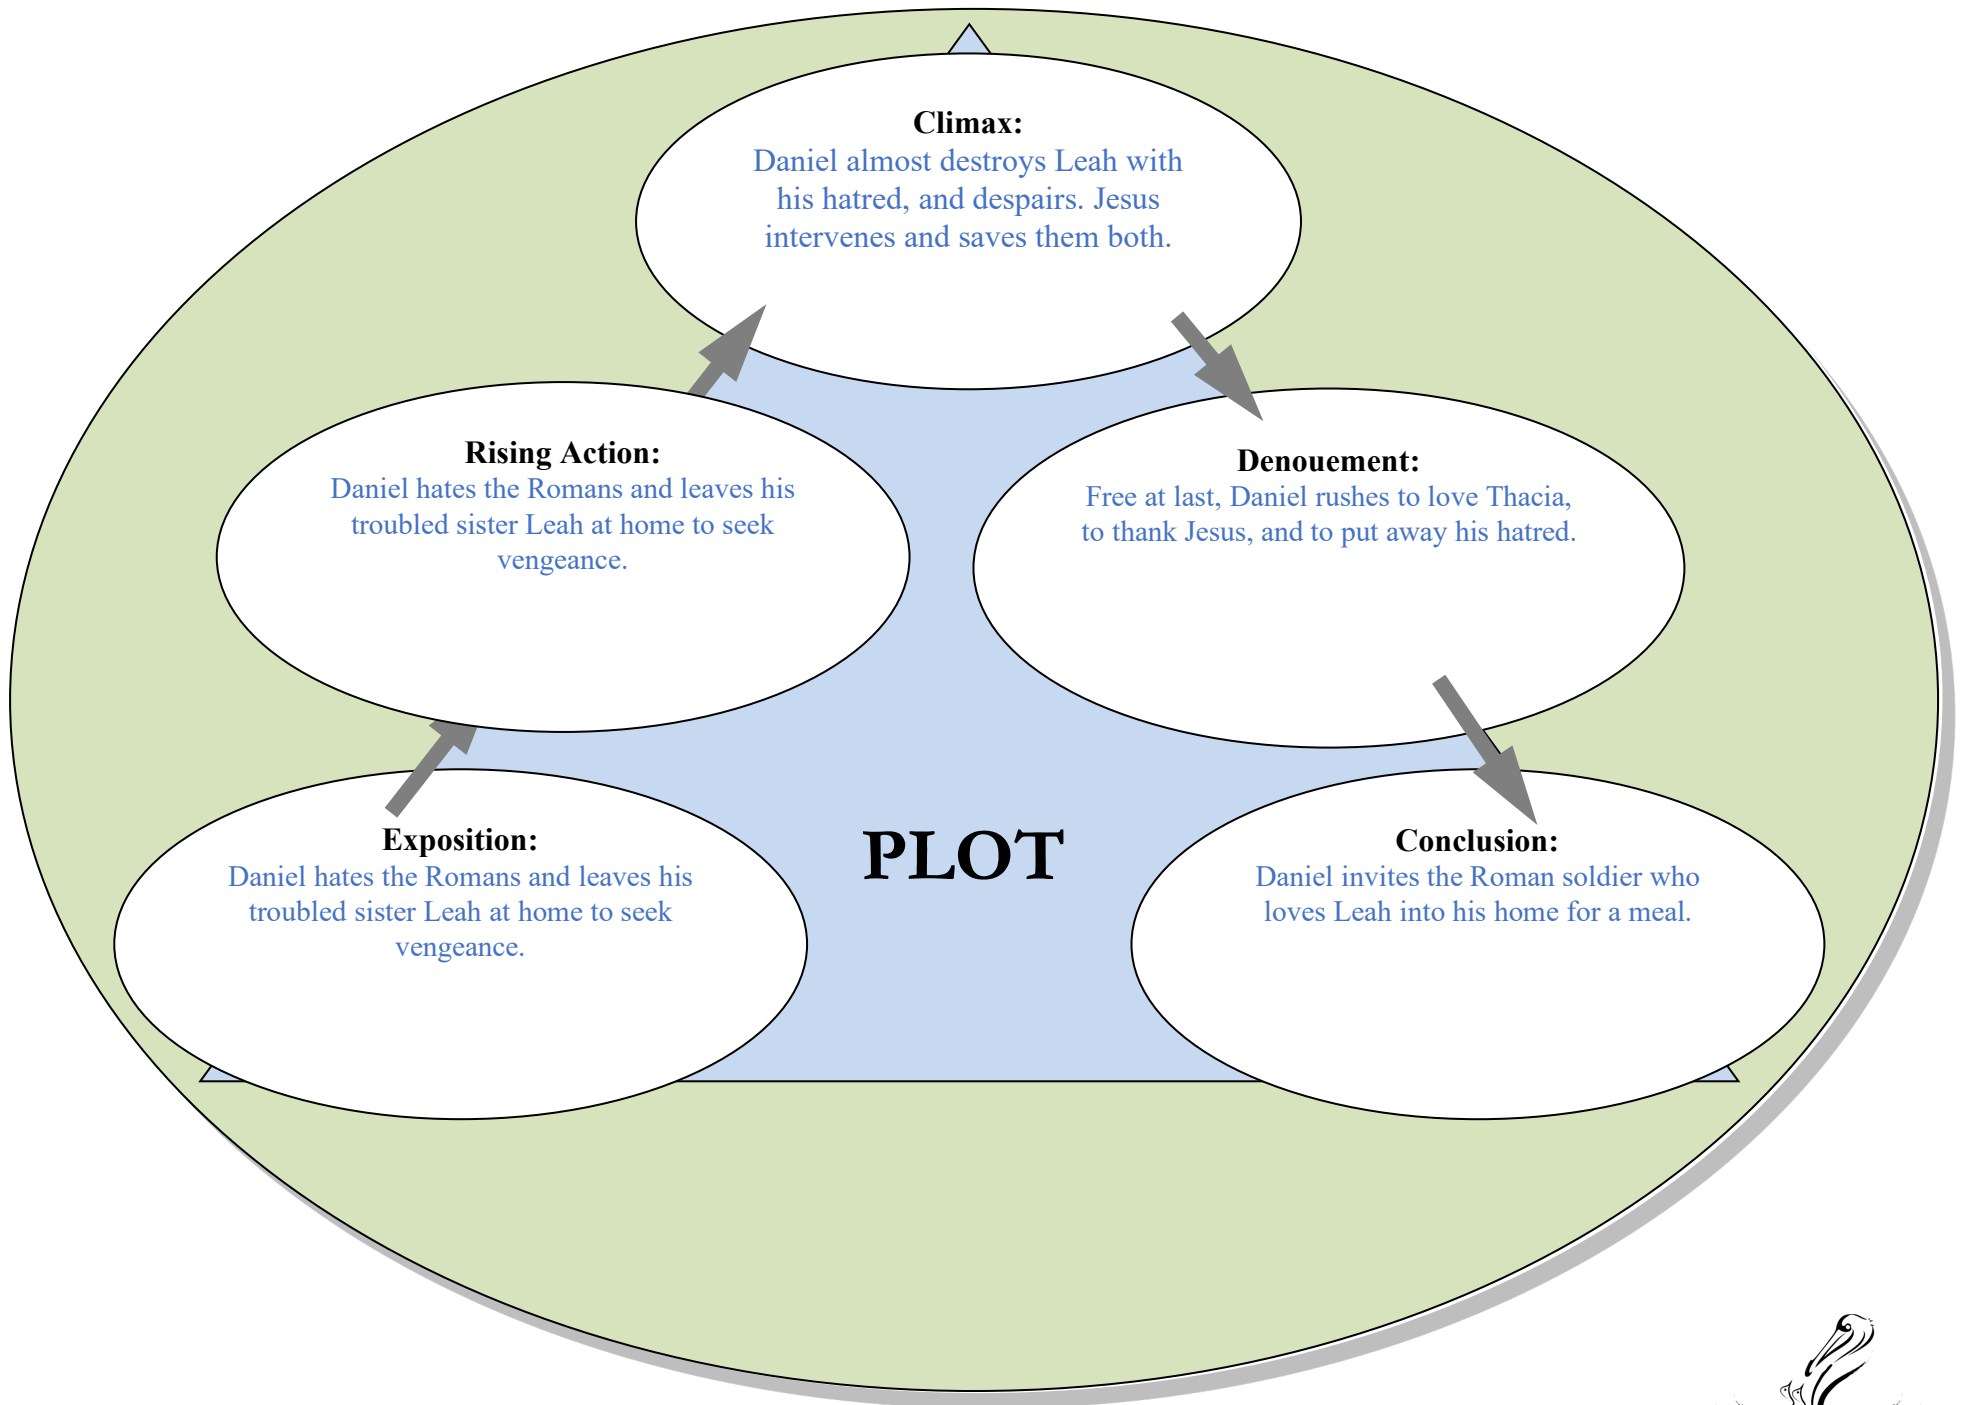 Climax:
Daniel almost destroys Leah with
his hatred, and despairs. Jesus
intervenes and saves them both.
Rising Action:
Daniel hates the Romans and leaves his
troubled sister Leah at home to seek
vengeance.
Denouement:
Free at last, Daniel rushes to love Thacia,
to thank Jesus, and to put away his hatred.
Exposition:
Daniel hates the Romans and leaves his
troubled sister Leah at home to seek
vengeance.
PLOT
Conclusion:
Daniel invites the Roman soldier who
loves Leah into his home for a meal.